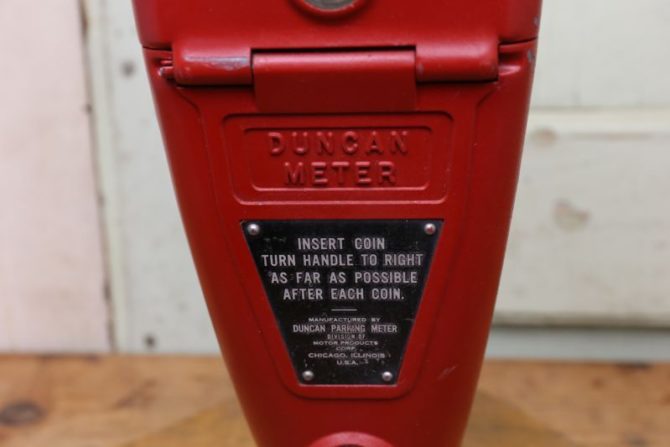 DUNCAN
METER
INSERT COIN
TURN HANDLE TO RIGHT
AS FAR AS POSSIBLE
AFTER EACH COIN.
MANUFACTURED BY
DUNCAN PARKING METER
DIVISION OF
MOTOR PRODUCTS
CORP.
CHICAGO, ILLINOIS
U.S.A.